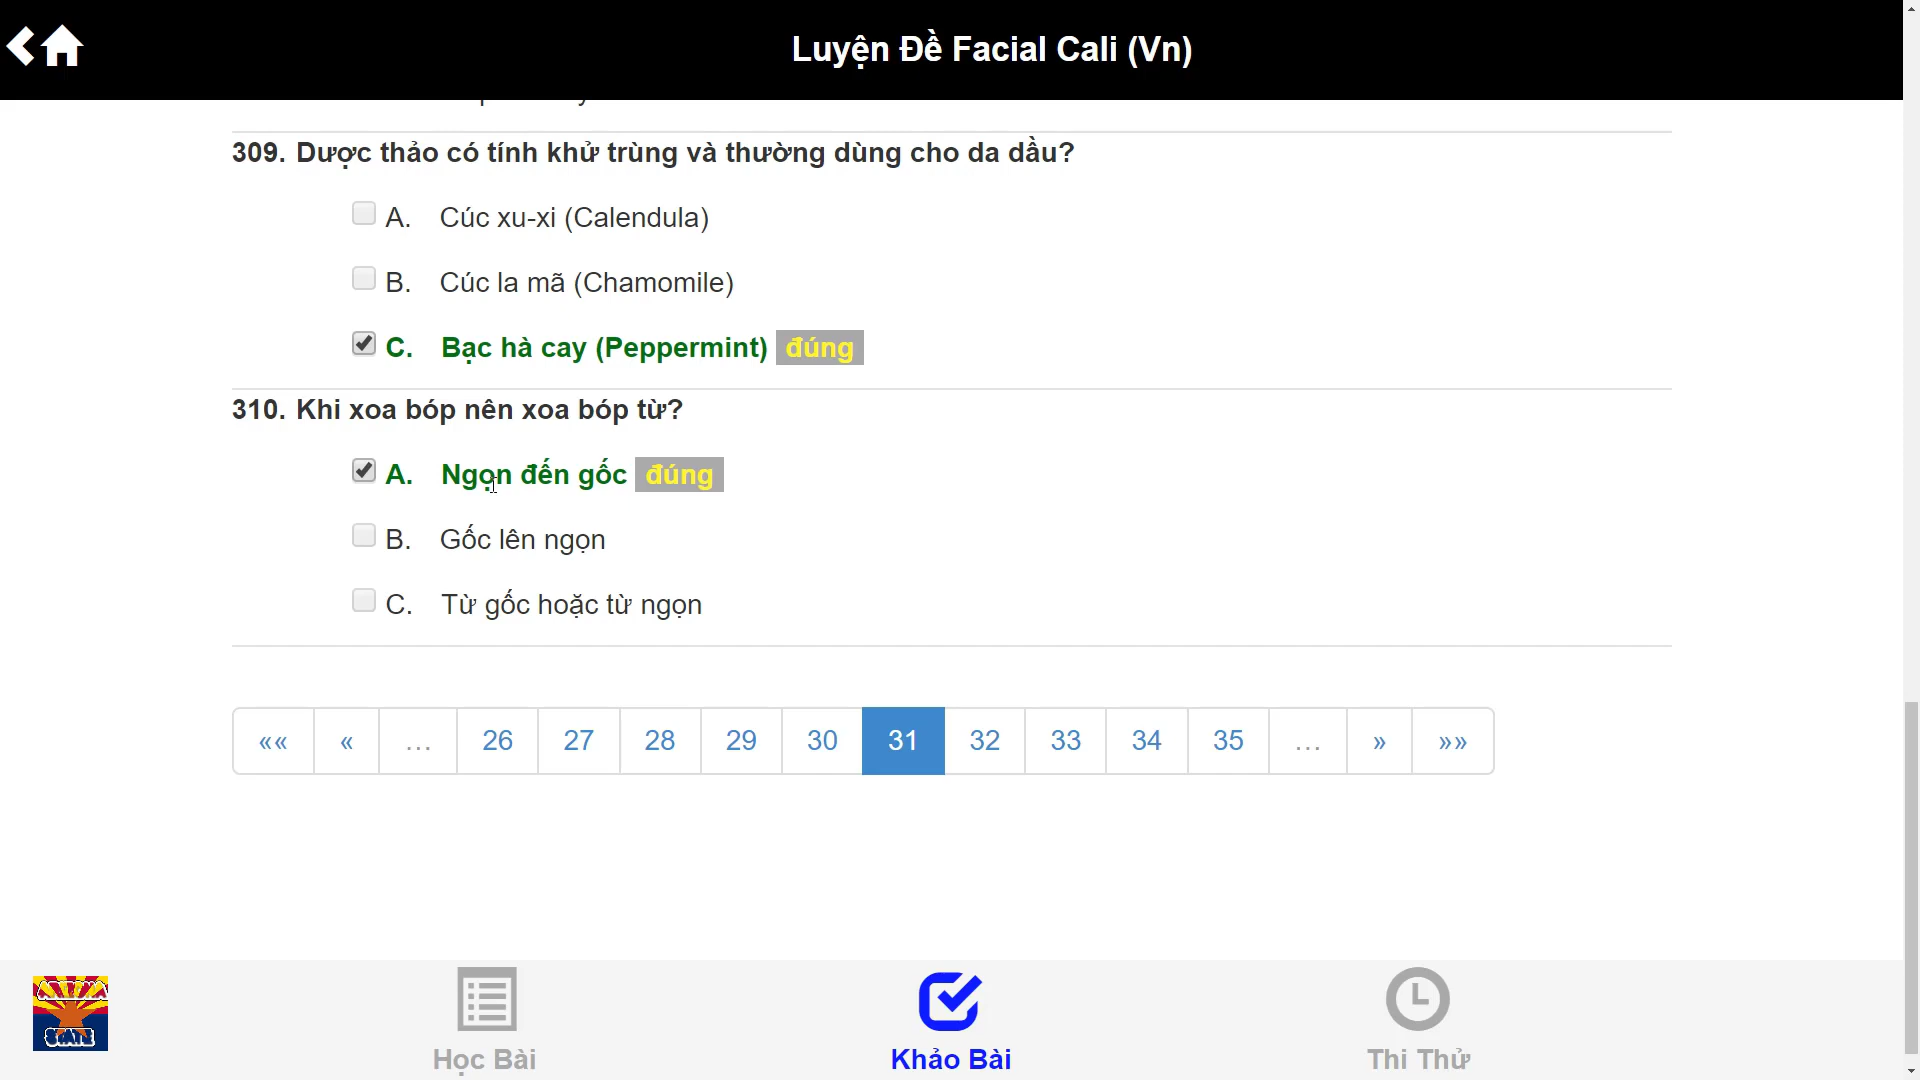 Luyện Đề Facial Cali (Vn)
309. Dược thảo có tính khử trùng và thường dùng cho da dầu?
A. Cúc xu-xi (Calendula)
B. Cúc la mã (Chamomile)
C. Bạc hà cay (Peppermint) đúng
310. Khi xoa bóp nên xoa bóp từ?
A. Ngọn đến gốc đúng
B. Gốc lên ngọn
C. Từ gốc hoặc từ ngọn
«« « ... 26 27 28 29 30 31 32 33 34 35 ... » »»
ARIZONA
STATE
Học Bài
Khảo Bài
Thi Thử